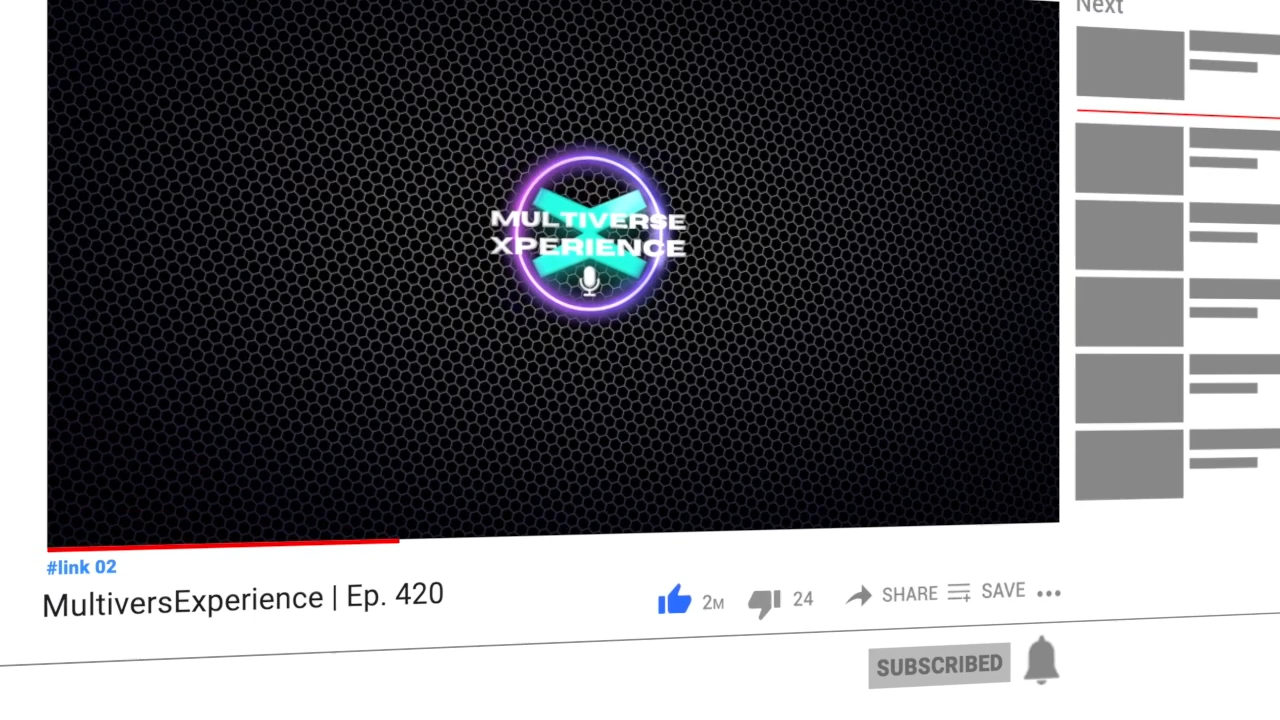 Next
MULTIVERSE
XPERIENCE
#link 02
MultiversExperience | Ep. 420
2M
24
SHARE
SAVE
SUBSCRIBED